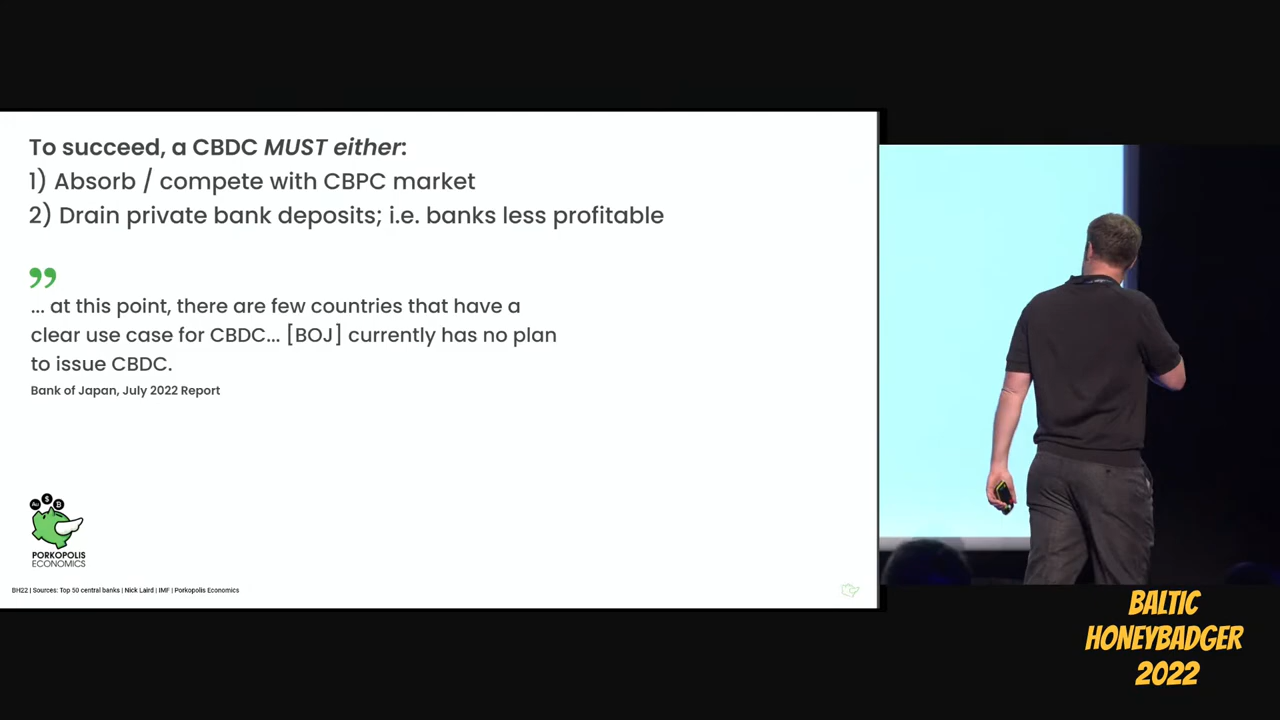 To succeed, a CBDC MUST either:
1) Absorb / compete with CBPC market
2) Drain private bank deposits; i.e. banks less profitable
”
... at this point, there are few countries that have a
clear use case for CBDC... [BOJ] currently has no plan
to issue CBDC.
Bank of Japan, July 2022 Report
Au $ B
PORKOPOLIS
ECONOMICS
BH22 | Sources: Top 50 central banks | Nick Laird | IMF | Porkopolis Economics
BALTIC
HONEYBADGER
2022